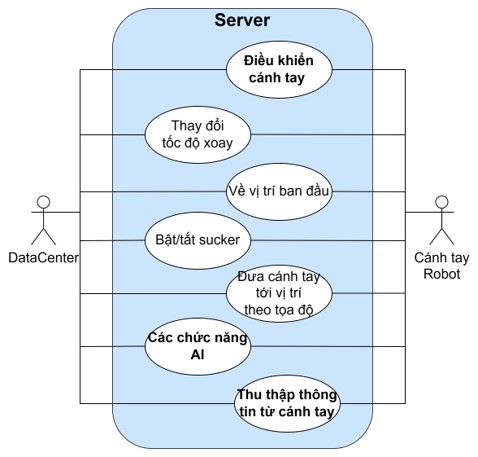 Server
Điều khiển
cánh tay
Thay đổi
tốc độ xoay
Về vị trí ban đầu
Bật/tắt sucker
DataCenter
Cánh tay
Robot
Đưa cánh tay
tới vị trí
theo tọa độ
Các chức năng
AI
Thu thập thông
tin từ cánh tay